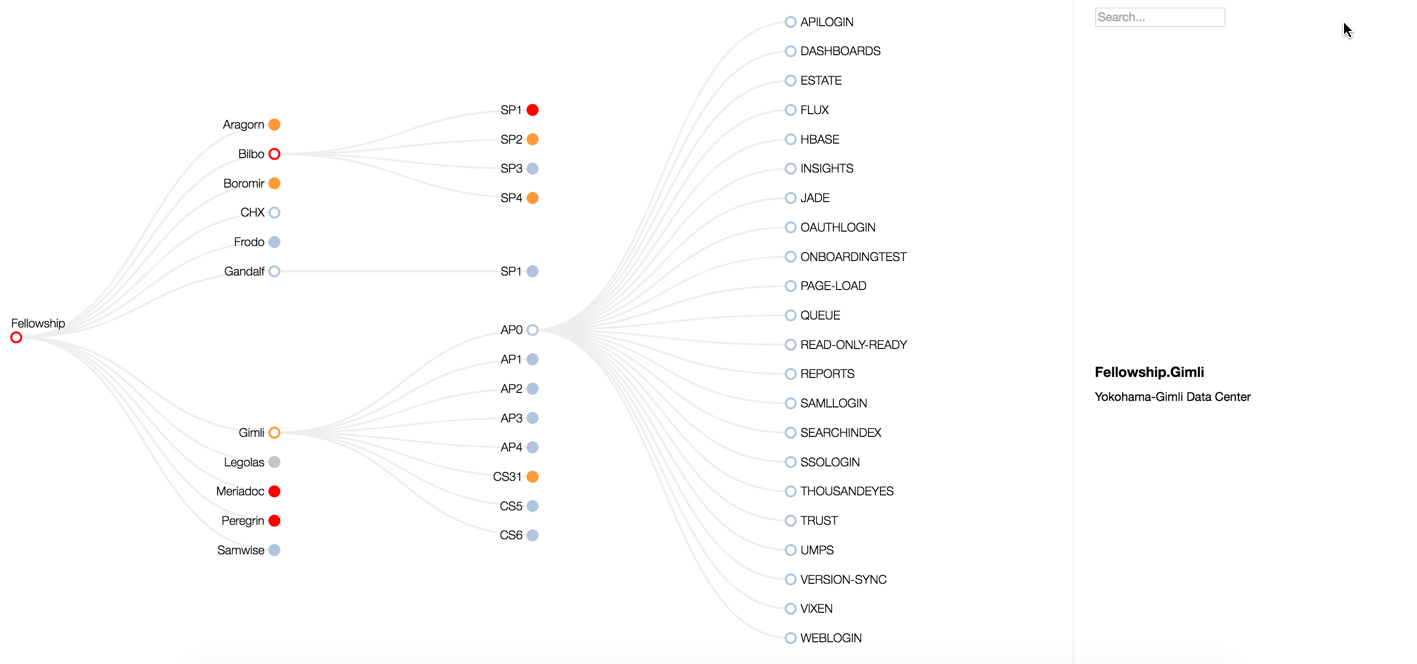 Fellowship
Aragorn
Bilbo
Boromir
CHX
Frodo
Gandalf
Gimli
Legolas
Meriadoc
Peregrin
Samwise
SP1
SP2
SP3
SP4
SP1
AP0
AP1
AP2
AP3
AP4
CS31
CS5
CS6
APILOGIN
DASHBOARDS
ESTATE
FLUX
HBASE
INSIGHTS
JADE
OAUTHLOGIN
ONBOARDINGTEST
PAGE-LOAD
QUEUE
READ-ONLY-READY
REPORTS
SAMLLOGIN
SEARCHINDEX
SSOLOGIN
THOUSANDEYES
TRUST
UMPS
VERSION-SYNC
VIXEN
WEBLOGIN
Search...
Fellowship.Gimli
Yokohama-Gimli Data Center